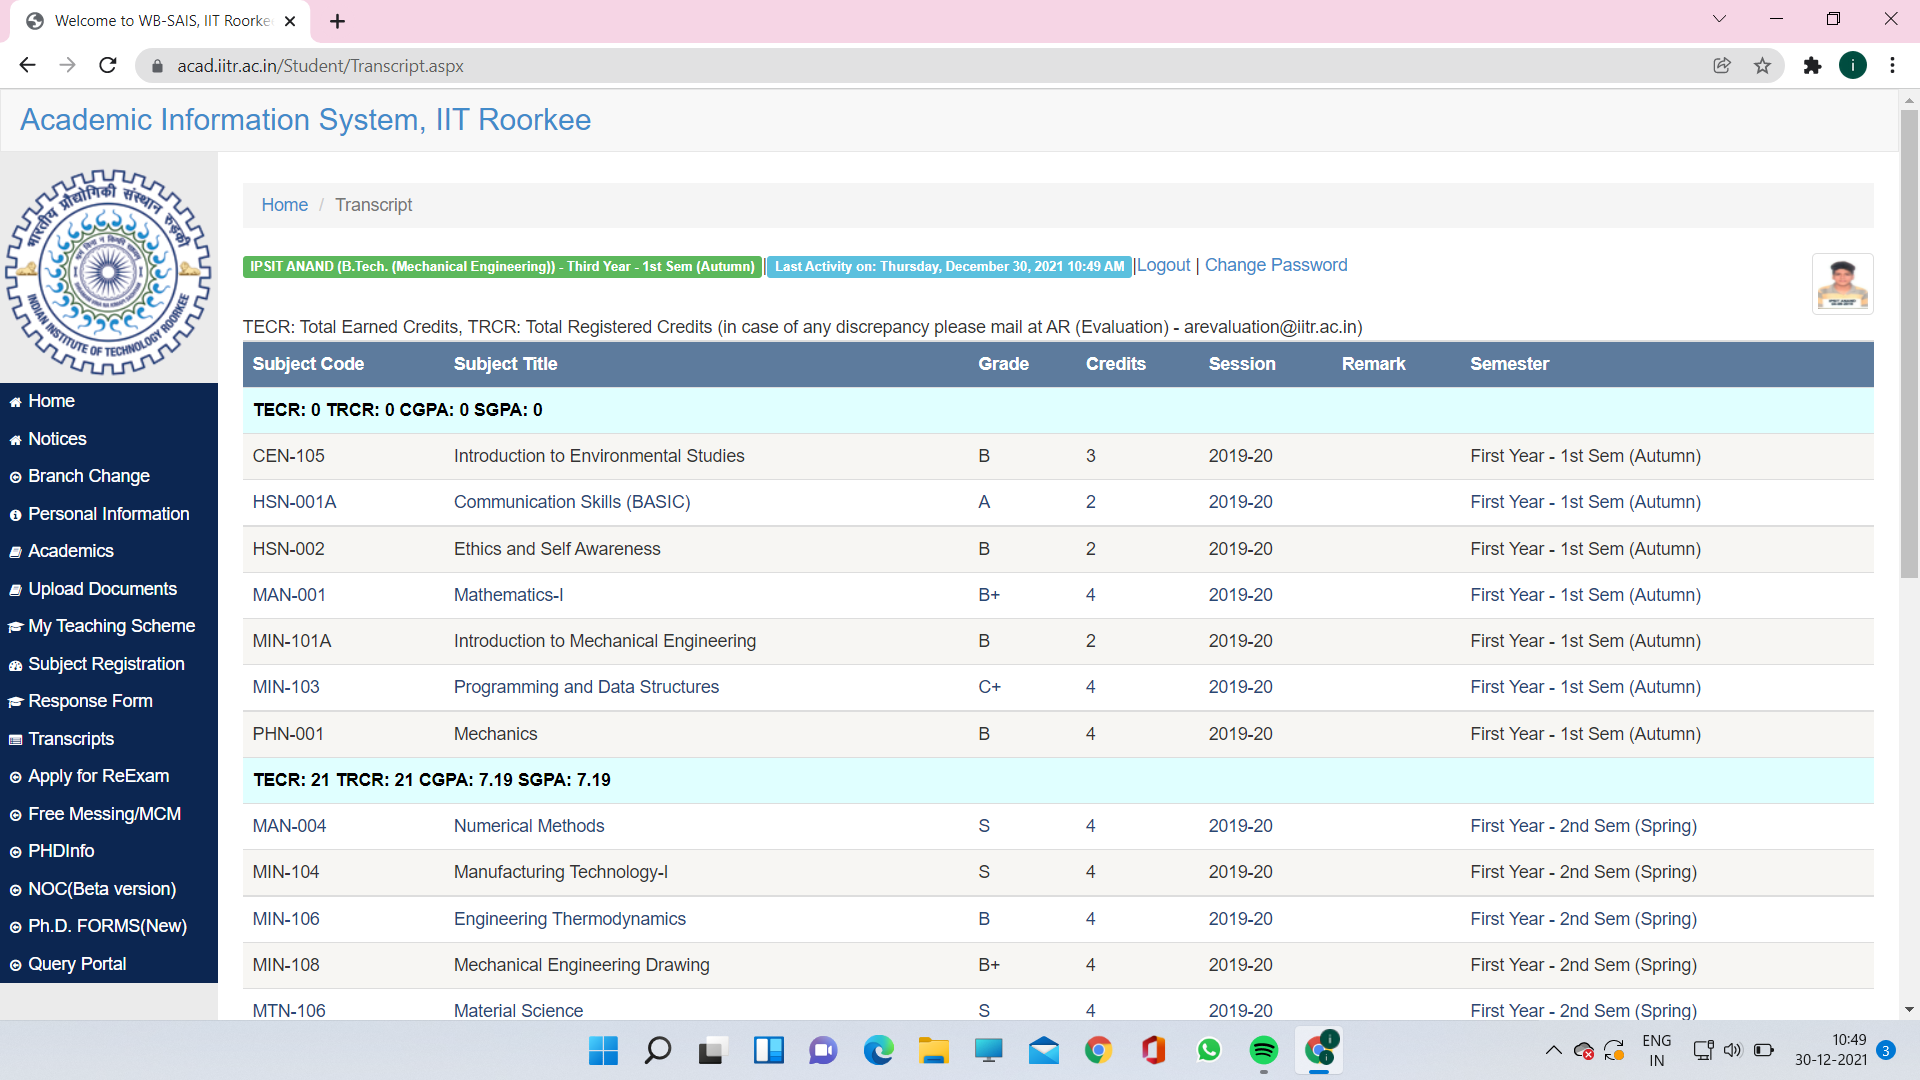 Welcome to WB-SAIS, IIT Roorke
acad.iitr.ac.in/Student/Transcript.aspx
i
Academic Information System, IIT Roorkee
भारतीय प्रौद्योगिकी संस्थान रुड़की
INDIAN INSTITUTE OF TECHNOLOGY ROORKEE
Home / Transcript
IPSIT ANAND (B.Tech. (Mechanical Engineering)) - Third Year - 1st Sem (Autumn) | Last Activity on: Thursday, December 30, 2021 10:49 AM |Logout | Change Password
TECR: Total Earned Credits, TRCR: Total Registered Credits (in case of any discrepancy please mail at AR (Evaluation) - arevaluation@iitr.ac.in)
Subject Code Subject Title Grade Credits Session Remark Semester
TECR: 0 TRCR: 0 CGPA: 0 SGPA: 0
CEN-105 Introduction to Environmental Studies B 3 2019-20 First Year - 1st Sem (Autumn)
HSN-001A Communication Skills (BASIC) A 2 2019-20 First Year - 1st Sem (Autumn)
HSN-002 Ethics and Self Awareness B 2 2019-20 First Year - 1st Sem (Autumn)
MAN-001 Mathematics-I B+ 4 2019-20 First Year - 1st Sem (Autumn)
MIN-101A Introduction to Mechanical Engineering B 2 2019-20 First Year - 1st Sem (Autumn)
MIN-103 Programming and Data Structures C+ 4 2019-20 First Year - 1st Sem (Autumn)
PHN-001 Mechanics B 4 2019-20 First Year - 1st Sem (Autumn)
TECR: 21 TRCR: 21 CGPA: 7.19 SGPA: 7.19
MAN-004 Numerical Methods S 4 2019-20 First Year - 2nd Sem (Spring)
MIN-104 Manufacturing Technology-I S 4 2019-20 First Year - 2nd Sem (Spring)
MIN-106 Engineering Thermodynamics B 4 2019-20 First Year - 2nd Sem (Spring)
MIN-108 Mechanical Engineering Drawing B+ 4 2019-20 First Year - 2nd Sem (Spring)
MTN-106 Material Science S 4 2019-20 First Year - 2nd Sem (Spring)
Home
Notices
Branch Change
Personal Information
Academics
Upload Documents
My Teaching Scheme
Subject Registration
Response Form
Transcripts
Apply for ReExam
Free Messing/MCM
PHDInfo
NOC(Beta version)
Ph.D. FORMS(New)
Query Portal
ENG
IN
10:49
30-12-2021
3